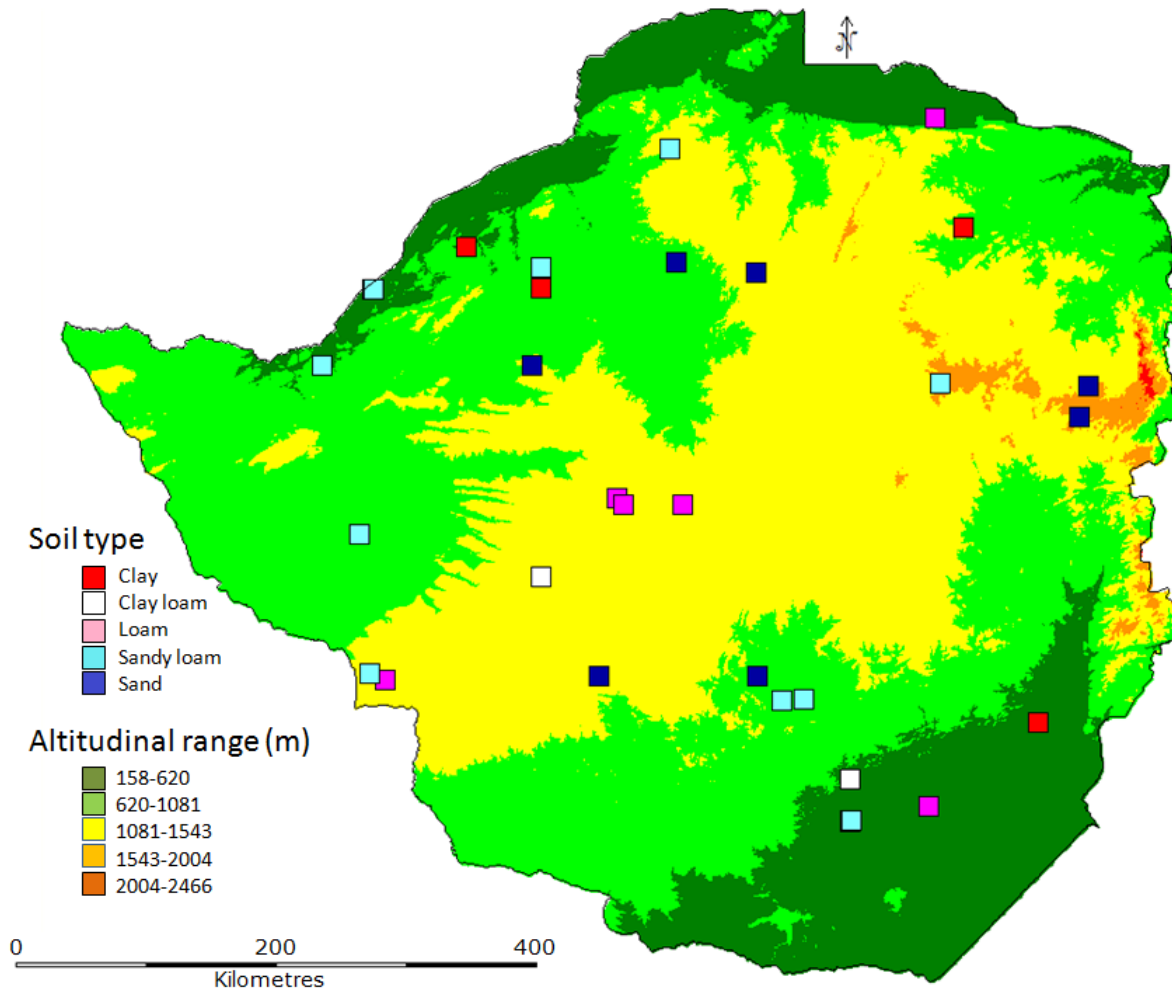 N
Soil type
Clay
Clay loam
Loam
Sandy loam
Sand
Altitudinal range (m)
158-620
620-1081
1081-1543
1543-2004
2004-2466
0 200 400
Kilometres